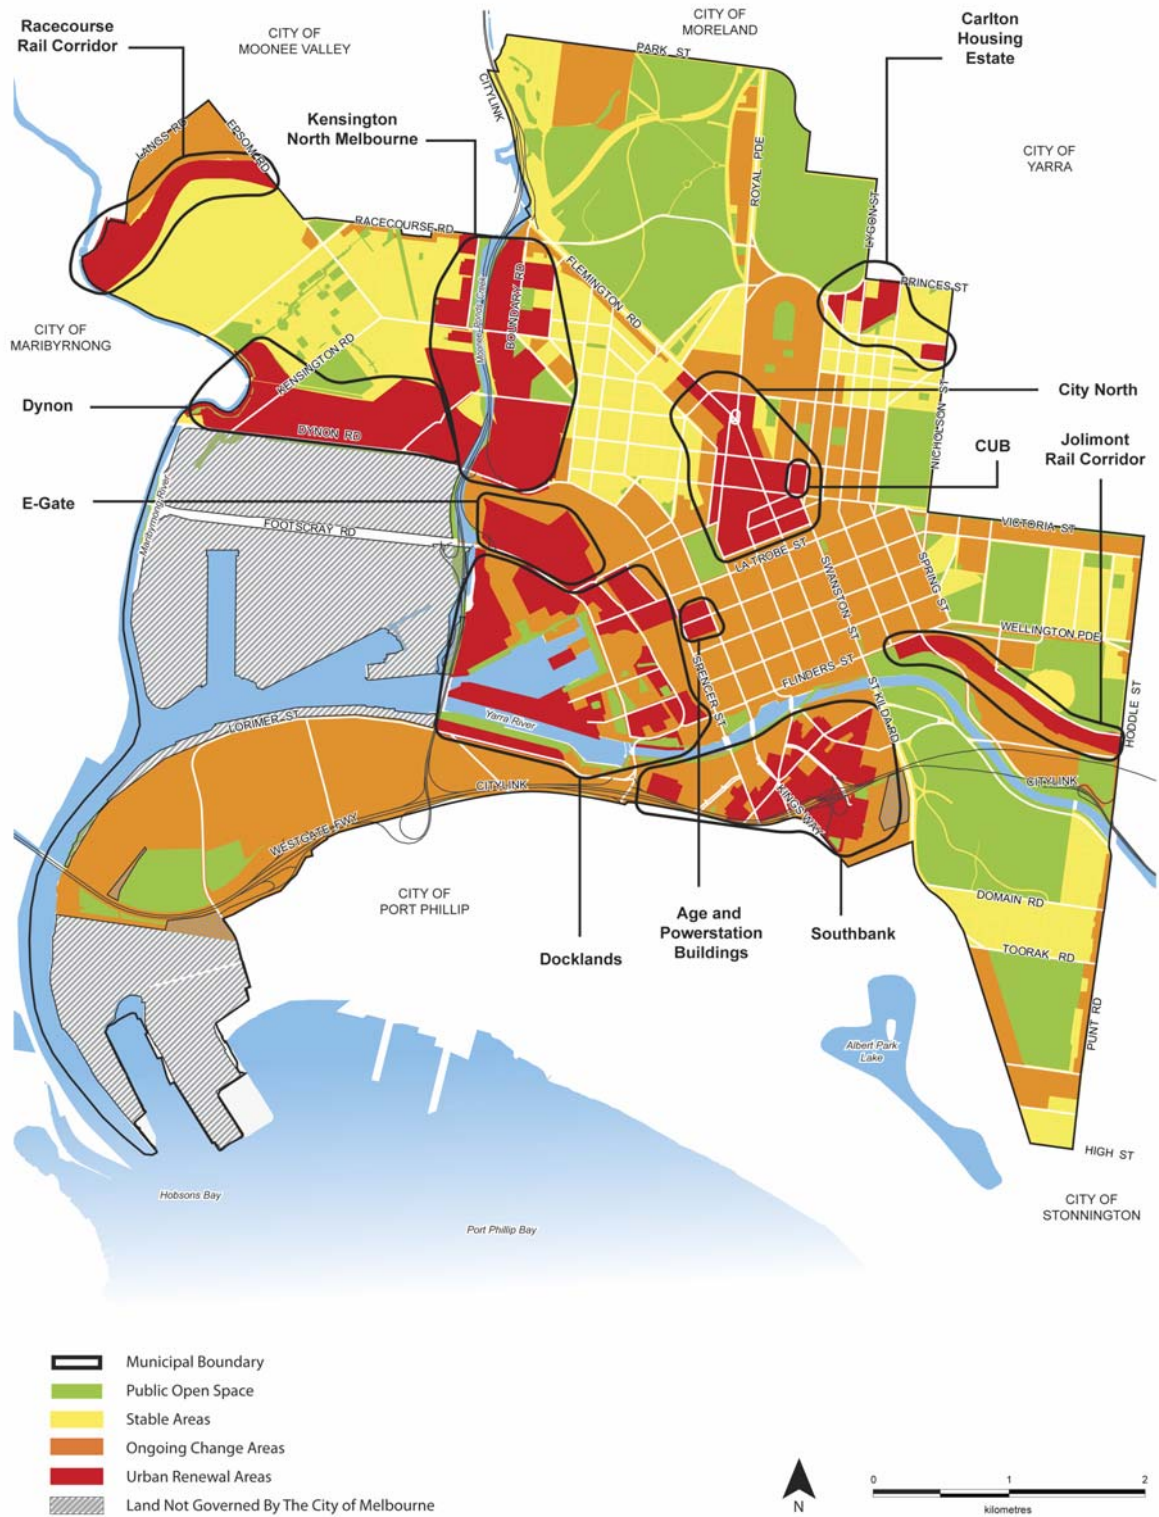 Racecourse
Rail Corridor
CITY OF
MOONEE VALLEY
CITY OF
MORELAND
Carlton
Housing
Estate
PARK ST
CITYLINK
Kensington
North Melbourne
LANGS RD
EPSOM RD
ROYAL PDE
CITY OF
YARRA
LYGON ST
RACECOURSE RD
FLEMINGTON RD
BOUNDARY RD
PRINCES ST
Moonee Ponds Creek
CITY OF
MARIBYRNONG
KENSINGTON RD
Dynon
City North
NICHOLSON ST
DYNON RD
CUB
Jolimont
Rail Corridor
E-Gate
Maribyrnong River
FOOTSCRAY RD
VICTORIA ST
LA TROBE ST
SWANSTON ST
SPRING ST
WELLINGTON PDE
FLINDERS ST
SPENCER ST
ST KILDA RD
HODDLE ST
LORIMER ST
Yarra River
CITYLINK
CITYLINK
KINGS WAY
WESTGATE FWY
CITY OF
PORT PHILLIP
DOMAIN RD
Age and
Powerstation
Buildings
Southbank
Docklands
TOORAK RD
PUNT RD
Albert Park
Lake
HIGH ST
Hobsons Bay
Port Phillip Bay
CITY OF
STONNINGTON
Municipal Boundary
Public Open Space
Stable Areas
Ongoing Change Areas
Urban Renewal Areas
Land Not Governed By The City of Melbourne
N
0 1 2
kilometres